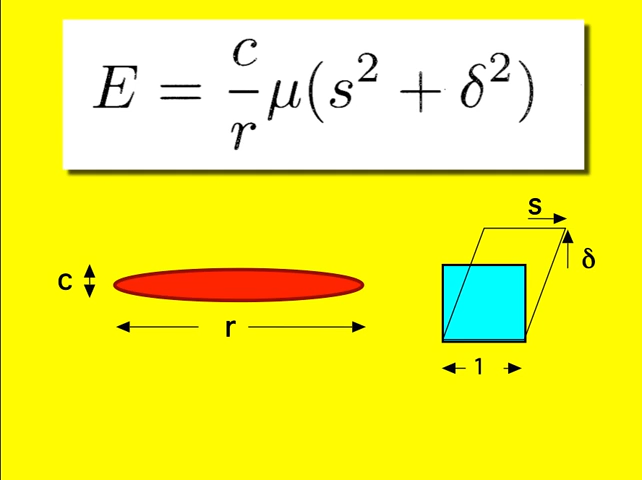 E = c/r μ(s² + δ²)
s
c
δ
r
1